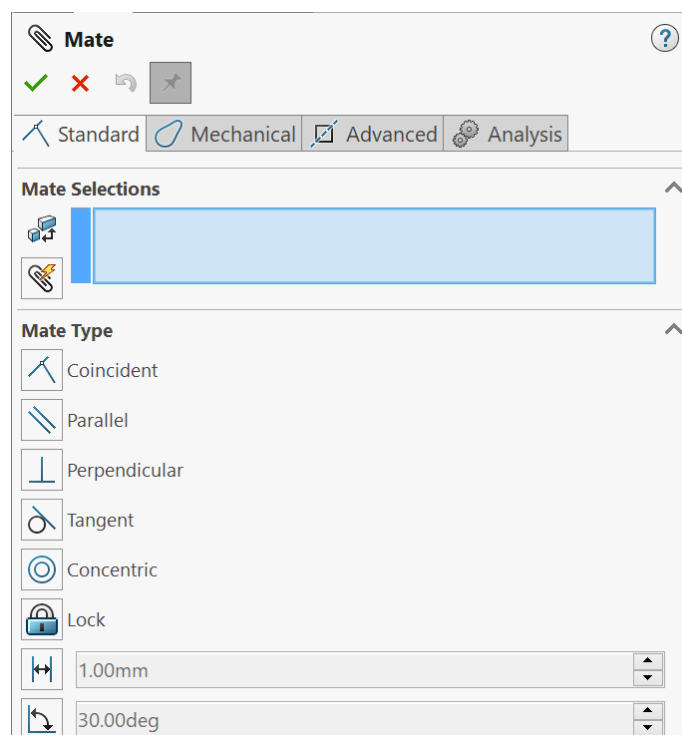 Mate
?
Standard Mechanical Advanced Analysis
Mate Selections
Mate Type
Coincident
Parallel
Perpendicular
Tangent
Concentric
Lock
1.00mm
30.00deg